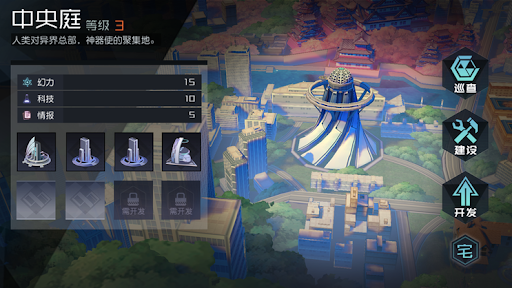 中央庭 等级 3
人类对异界总部，神器使的聚集地。
幻力 15
科技 10
情报 5
需开发 需开发
巡查
建设
开发
宅